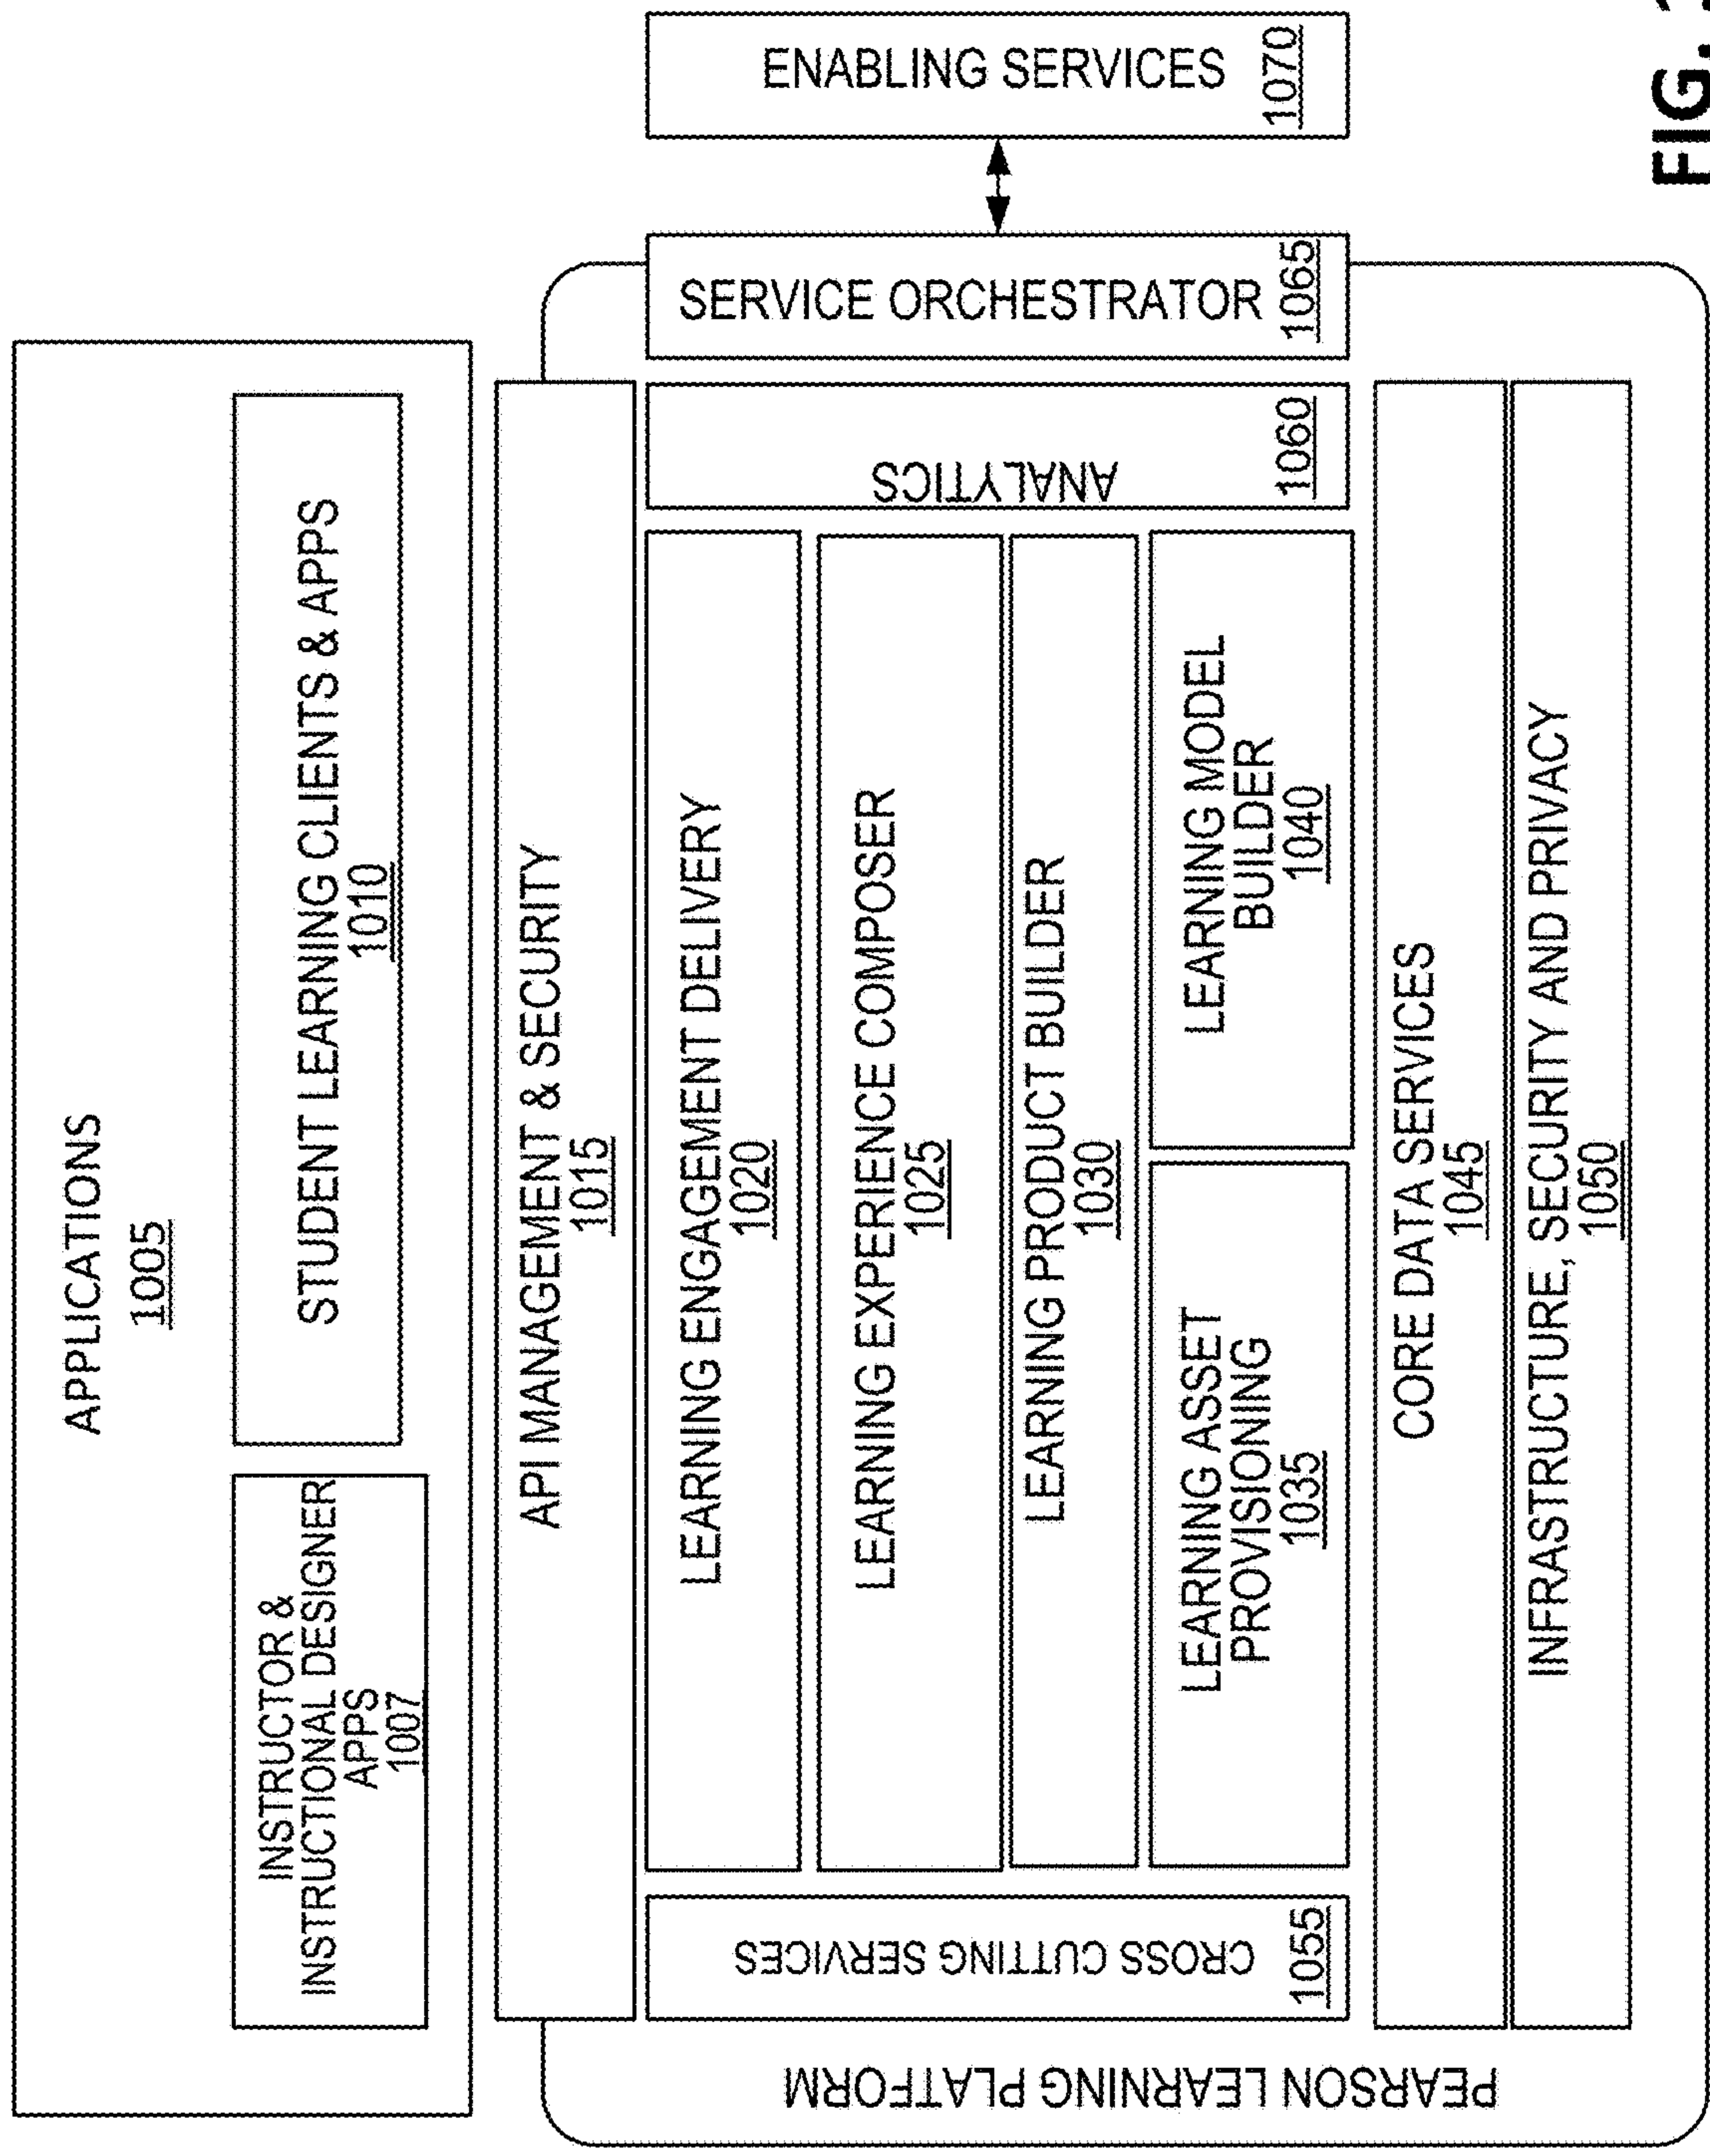 APPLICATIONS
1005
INSTRUCTOR &
INSTRUCTIONAL DESIGNER
APPS
1007
STUDENT LEARNING CLIENTS & APPS
1010
API MANAGEMENT & SECURITY
1015
PEARSON LEARNING PLATFORM
CROSS CUTTING SERVICES
1055
LEARNING ENGAGEMENT DELIVERY
1020
LEARNING EXPERIENCE COMPOSER
1025
LEARNING PRODUCT BUILDER
1030
LEARNING ASSET
PROVISIONING
1035
LEARNING MODEL
BUILDER
1040
ANALYTICS
1060
SERVICE ORCHESTRATOR
1065
ENABLING SERVICES
1070
CORE DATA SERVICES
1045
INFRASTRUCTURE, SECURITY AND PRIVACY
1050
FIG.